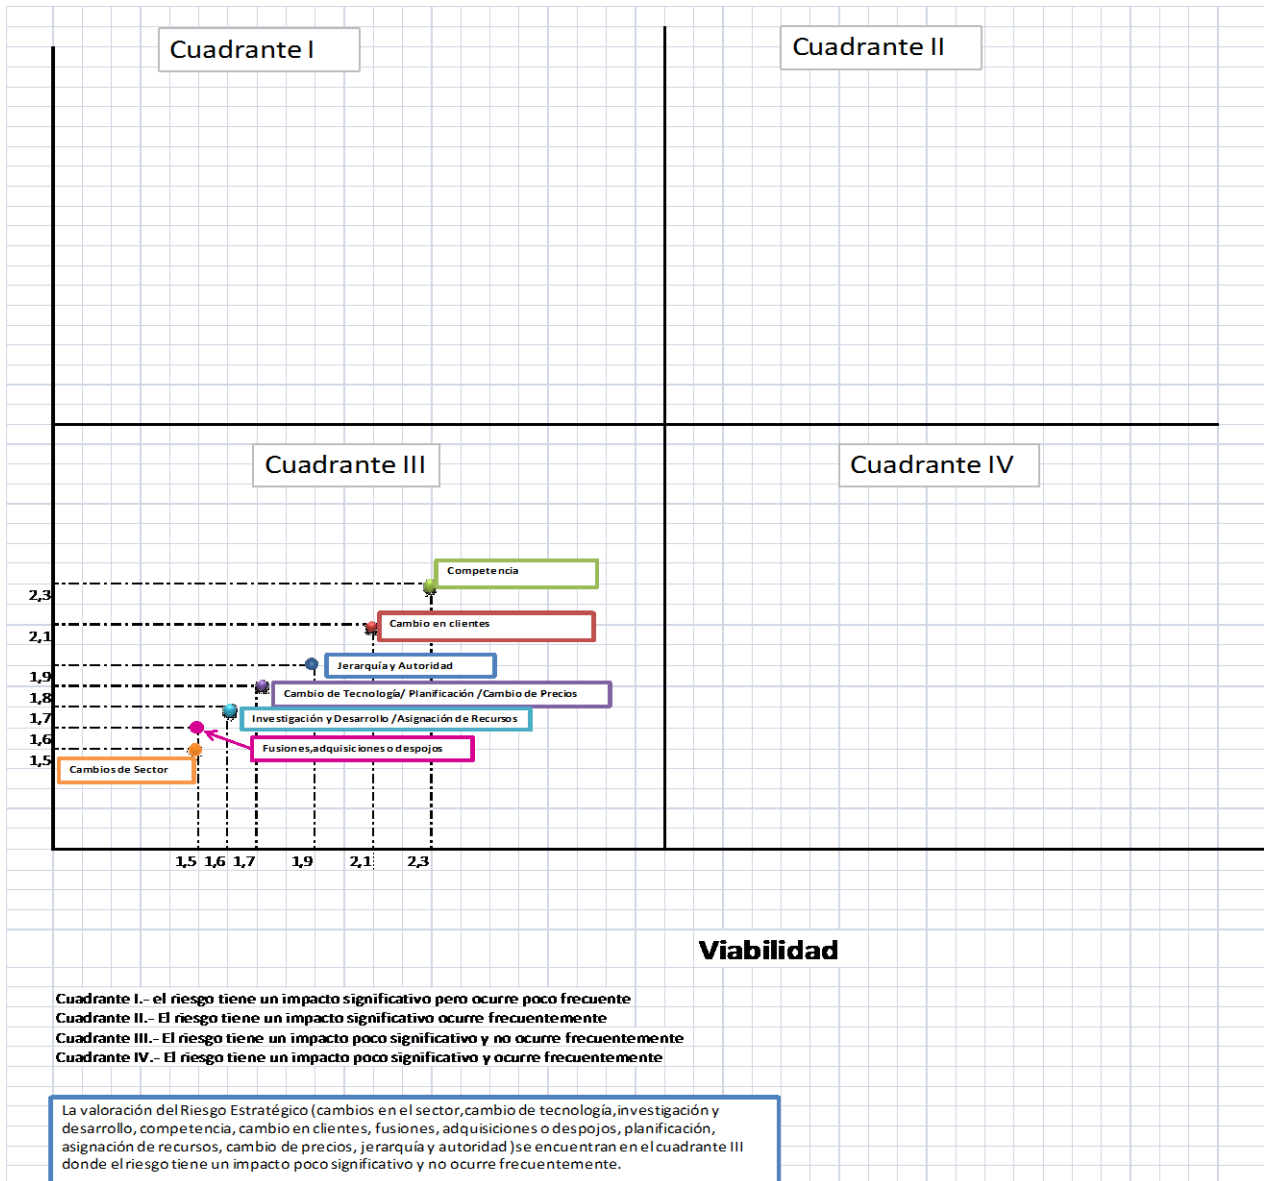 Cuadrante I
Cuadrante II
Cuadrante III
Cuadrante IV
Competencia
2,3
Cambio en clientes
2,1
Jerarquía y Autoridad
1,9
Cambio de Tecnología/ Planificación /Cambio de Precios
1,8
Investigación y Desarrollo /Asignación de Recursos
1,7
1,6
Fusiones,adquisiciones o despojos
1,5
Cambios de Sector
1,5 1,6 1,7 1,9 2,1 2,3
Viabilidad
Cuadrante I.- el riesgo tiene un impacto significativo pero ocurre poco frecuente
Cuadrante II.- El riesgo tiene un impacto significativo ocurre frecuentemente
Cuadrante III.- El riesgo tiene un impacto poco significativo y no ocurre frecuentemente
Cuadrante IV.- El riesgo tiene un impacto poco significativo y ocurre frecuentemente
La valoración del Riesgo Estratégico (cambios en el sector,cambio de tecnología,investigación y
desarrollo, competencia, cambio en clientes, fusiones, adquisiciones o despojos, planificación,
asignación de recursos, cambio de precios, jerarquía y autoridad )se encuentran en el cuadrante III
donde el riesgo tiene un impacto poco significativo y no ocurre frecuentemente.